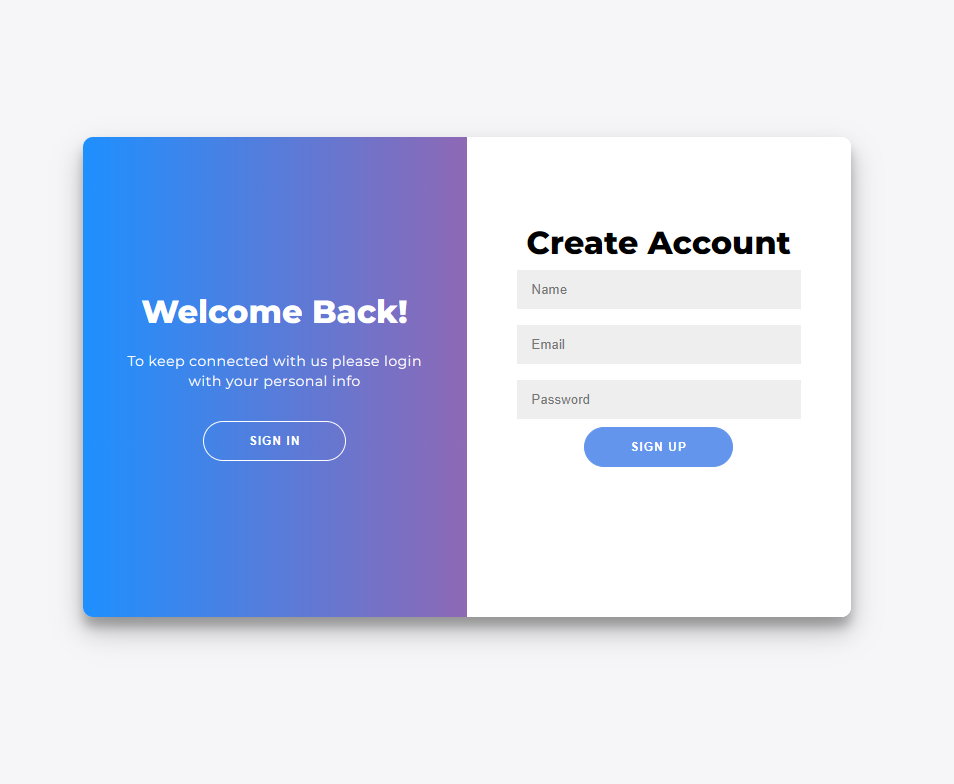 Welcome Back!
To keep connected with us please login
with your personal info
SIGN IN
Create Account
Name
Email
Password
SIGN UP